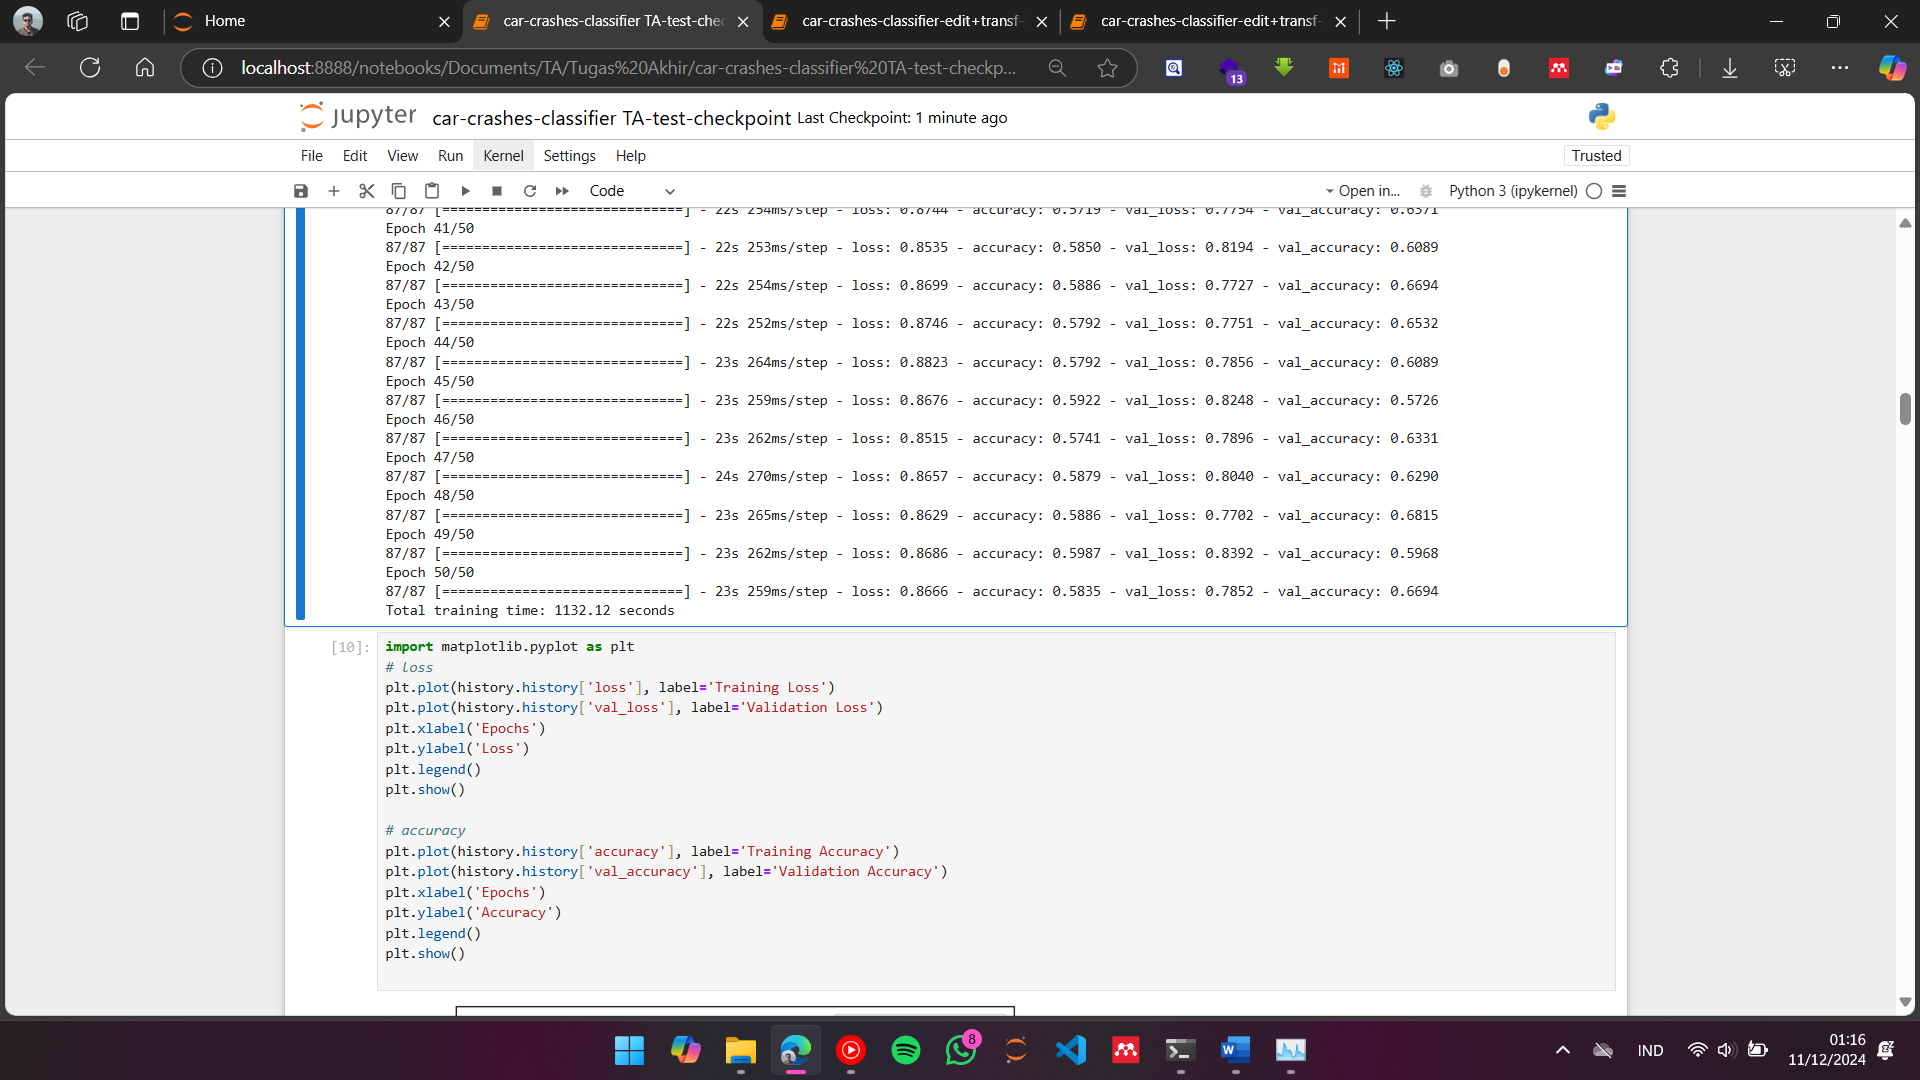 Home
car-crashes-classifier TA-test-chec
car-crashes-classifier-edit+transf-
car-crashes-classifier-edit+transf-
localhost:8888/notebooks/Documents/TA/Tugas%20Akhir/car-crashes-classifier%20TA-test-checkp...
13
jupyter car-crashes-classifier TA-test-checkpoint Last Checkpoint: 1 minute ago
File Edit View Run Kernel Settings Help
Trusted
Code
Open in...
Python 3 (ipykernel)
87/87 [==============================] - 22s 254ms/step - loss: 0.8744 - accuracy: 0.5719 - val_loss: 0.7754 - val_accuracy: 0.6371
Epoch 41/50
87/87 [==============================] - 22s 253ms/step - loss: 0.8535 - accuracy: 0.5850 - val_loss: 0.8194 - val_accuracy: 0.6089
Epoch 42/50
87/87 [==============================] - 22s 254ms/step - loss: 0.8699 - accuracy: 0.5886 - val_loss: 0.7727 - val_accuracy: 0.6694
Epoch 43/50
87/87 [==============================] - 22s 252ms/step - loss: 0.8746 - accuracy: 0.5792 - val_loss: 0.7751 - val_accuracy: 0.6532
Epoch 44/50
87/87 [==============================] - 23s 264ms/step - loss: 0.8823 - accuracy: 0.5792 - val_loss: 0.7856 - val_accuracy: 0.6089
Epoch 45/50
87/87 [==============================] - 23s 259ms/step - loss: 0.8676 - accuracy: 0.5922 - val_loss: 0.8248 - val_accuracy: 0.5726
Epoch 46/50
87/87 [==============================] - 23s 262ms/step - loss: 0.8515 - accuracy: 0.5741 - val_loss: 0.7896 - val_accuracy: 0.6331
Epoch 47/50
87/87 [==============================] - 24s 270ms/step - loss: 0.8657 - accuracy: 0.5879 - val_loss: 0.8040 - val_accuracy: 0.6290
Epoch 48/50
87/87 [==============================] - 23s 265ms/step - loss: 0.8629 - accuracy: 0.5886 - val_loss: 0.7702 - val_accuracy: 0.6815
Epoch 49/50
87/87 [==============================] - 23s 262ms/step - loss: 0.8686 - accuracy: 0.5987 - val_loss: 0.8392 - val_accuracy: 0.5968
Epoch 50/50
87/87 [==============================] - 23s 259ms/step - loss: 0.8666 - accuracy: 0.5835 - val_loss: 0.7852 - val_accuracy: 0.6694
Total training time: 1132.12 seconds
[10]: import matplotlib.pyplot as plt
# loss
plt.plot(history.history['loss'], label='Training Loss')
plt.plot(history.history['val_loss'], label='Validation Loss')
plt.xlabel('Epochs')
plt.ylabel('Loss')
plt.legend()
plt.show()
# accuracy
plt.plot(history.history['accuracy'], label='Training Accuracy')
plt.plot(history.history['val_accuracy'], label='Validation Accuracy')
plt.xlabel('Epochs')
plt.ylabel('Accuracy')
plt.legend()
plt.show()
8
IND
01:16
11/12/2024